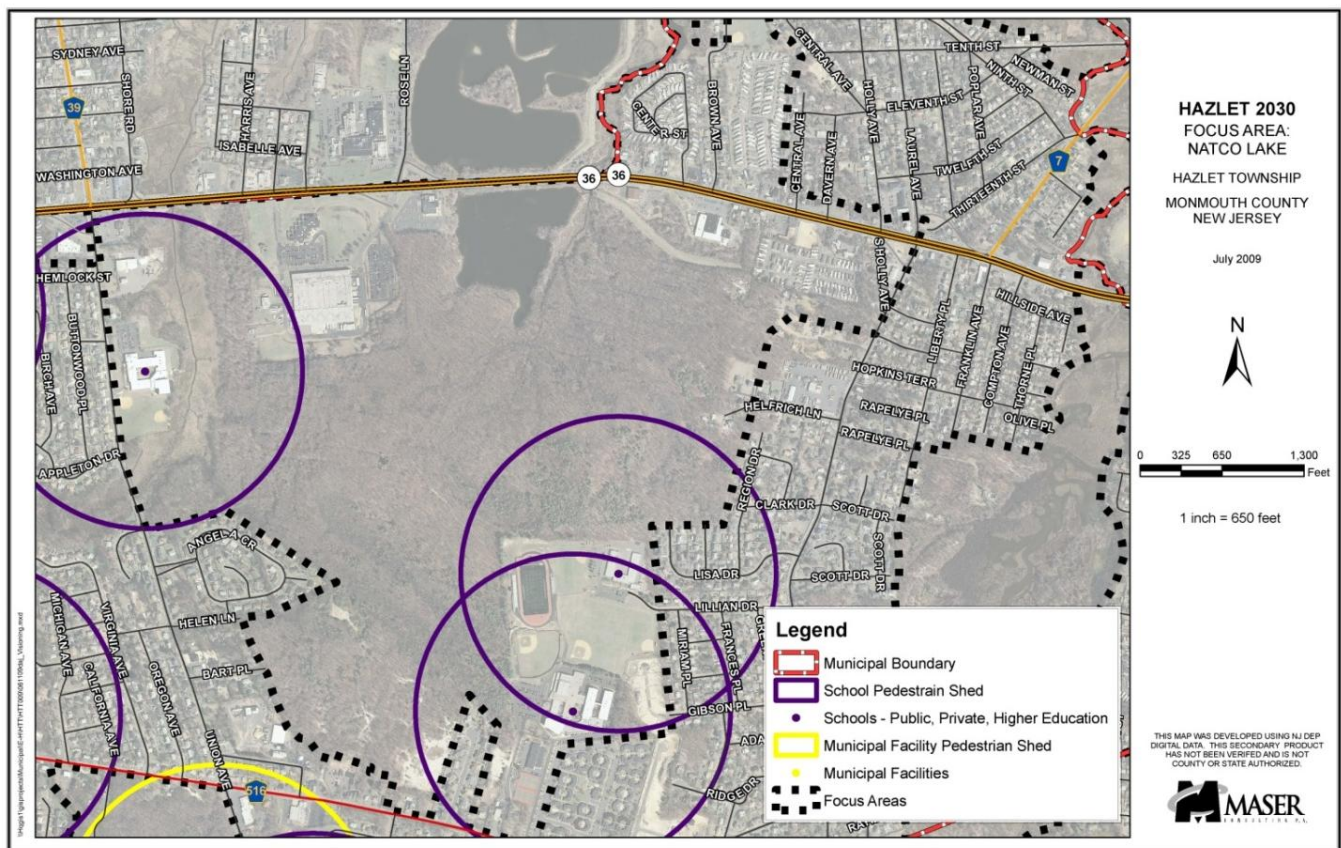 SYDNEY AVE
SHORE RD
39
WASHINGTON AVE
HARRIS AVE
ISABELLE AVE
ROSE LN
CENTER ST
BROWN AVE
CENTRAL AVE
CENTRAL AVE
DAVERN AVE
HOLLY AVE
LAUREL AVE
TENTH ST
NEWMAN ST
NINTH ST
POPLAR AVE
ELEVENTH ST
TWELFTH ST
THIRTEENTH ST
7
36
36
HEMLOCK ST
BUTTONWOOD PL
BIRCH AVE
APPLETON DR
S HOLLY AVE
LIBERTY PL
FRANKLIN AVE
COMPTON AVE
THORNE PL
HILLSIDE AVE
HOPKINS TERR
OLIVE PL
HELFRICH LN
RAPELYE PL
RAPELYE PL
REGION DR
CLARK DR
SCOTT DR
SCOTT DR
SCOTT DR
LISA DR
LILLIAN DR
MIRIAM PL
FRANCES PL
GIBSON PL
RIDGE DR
ANGELA CR
HELEN LN
BART PL
MICHIGAN AVE
VIRGINIA AVE
CALIFORNIA AVE
OREGON AVE
UNION AVE
516
Legend
Municipal Boundary
School Pedestrain Shed
Schools - Public, Private, Higher Education
Municipal Facility Pedestrian Shed
Municipal Facilities
Focus Areas
HAZLET 2030
FOCUS AREA:
NATCO LAKE
HAZLET TOWNSHIP
MONMOUTH COUNTY
NEW JERSEY
July 2009
N
0 325 650 1,300
Feet
1 inch = 650 feet
THIS MAP WAS DEVELOPED USING NJ DEP
DIGITAL DATA. THIS SECONDARY PRODUCT
HAS NOT BEEN VERIFED AND IS NOT
COUNTY OR STATE AUTHORIZED.
MASER
CONSULTING P.A.